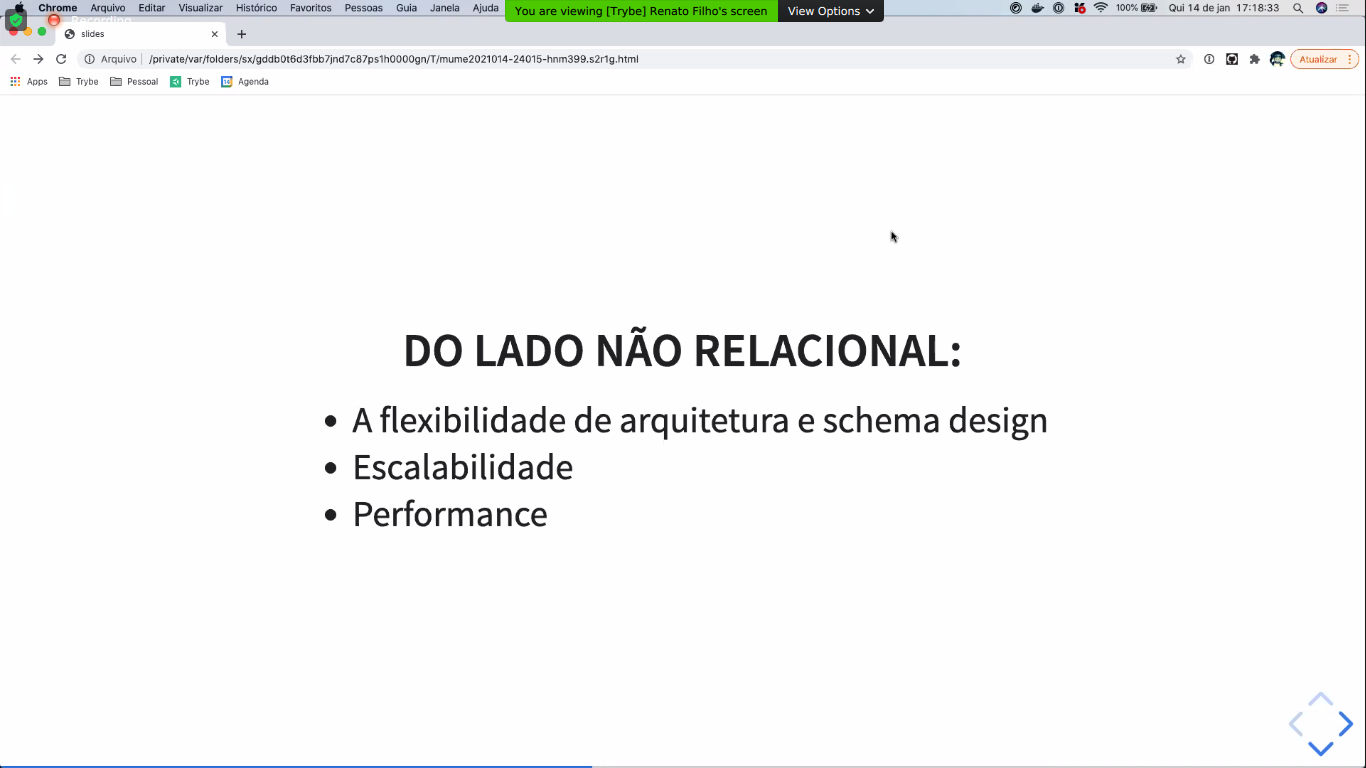 Chrome Arquivo Editar Visualizar Histórico Favoritos Pessoas Guia Janela Ajuda
You are viewing [Trybe] Renato Filho's screen View Options
100% Qui 14 de jan 17:18:33
Recording
slides
Arquivo /private/var/folders/sx/gddb0t6d3fbb7jnd7c87ps1h0000gn/T/mume2021014-24015-hnm399.s2r1g.html
Atualizar
Apps Trybe Pessoal Trybe Agenda
DO LADO NÃO RELACIONAL:
• A flexibilidade de arquitetura e schema design
• Escalabilidade
• Performance